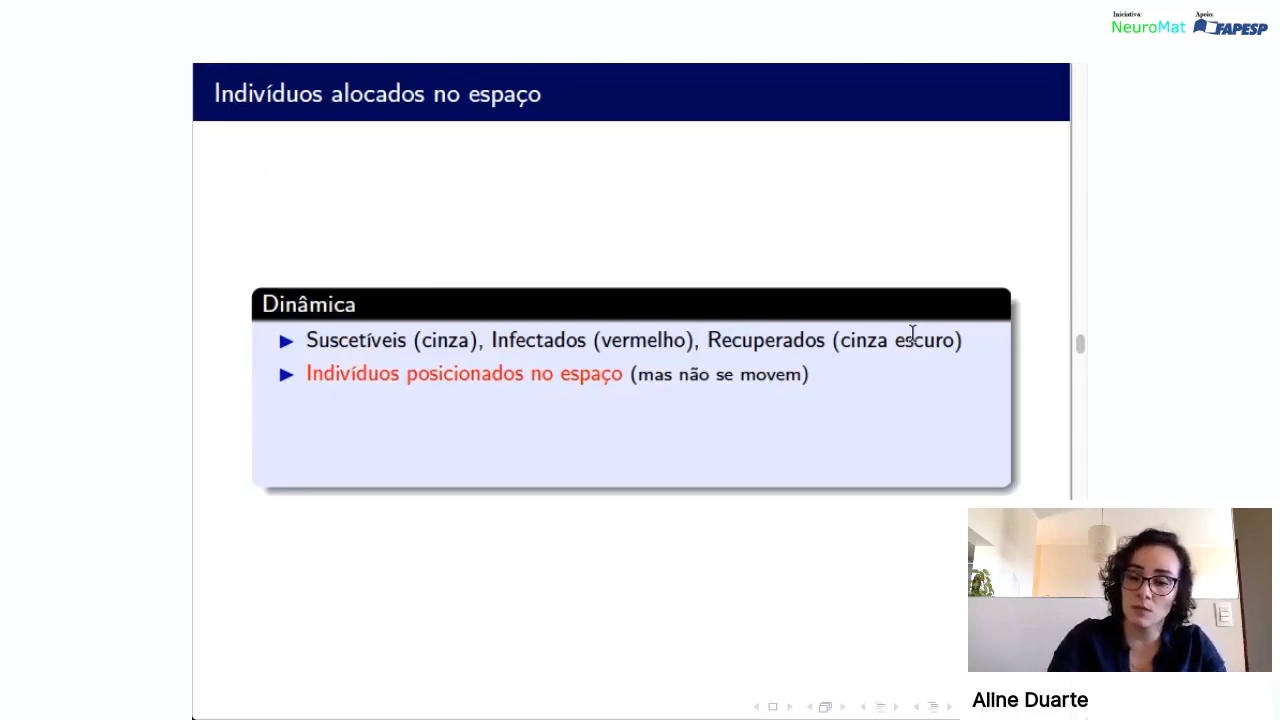 Iniciativa:
Apoio:
NeuroMat
FAPESP
Indivíduos alocados no espaço
Dinâmica
Suscetíveis (cinza), Infectados (vermelho), Recuperados (cinza escuro)
Indivíduos posicionados no espaço (mas não se movem)
Aline Duarte